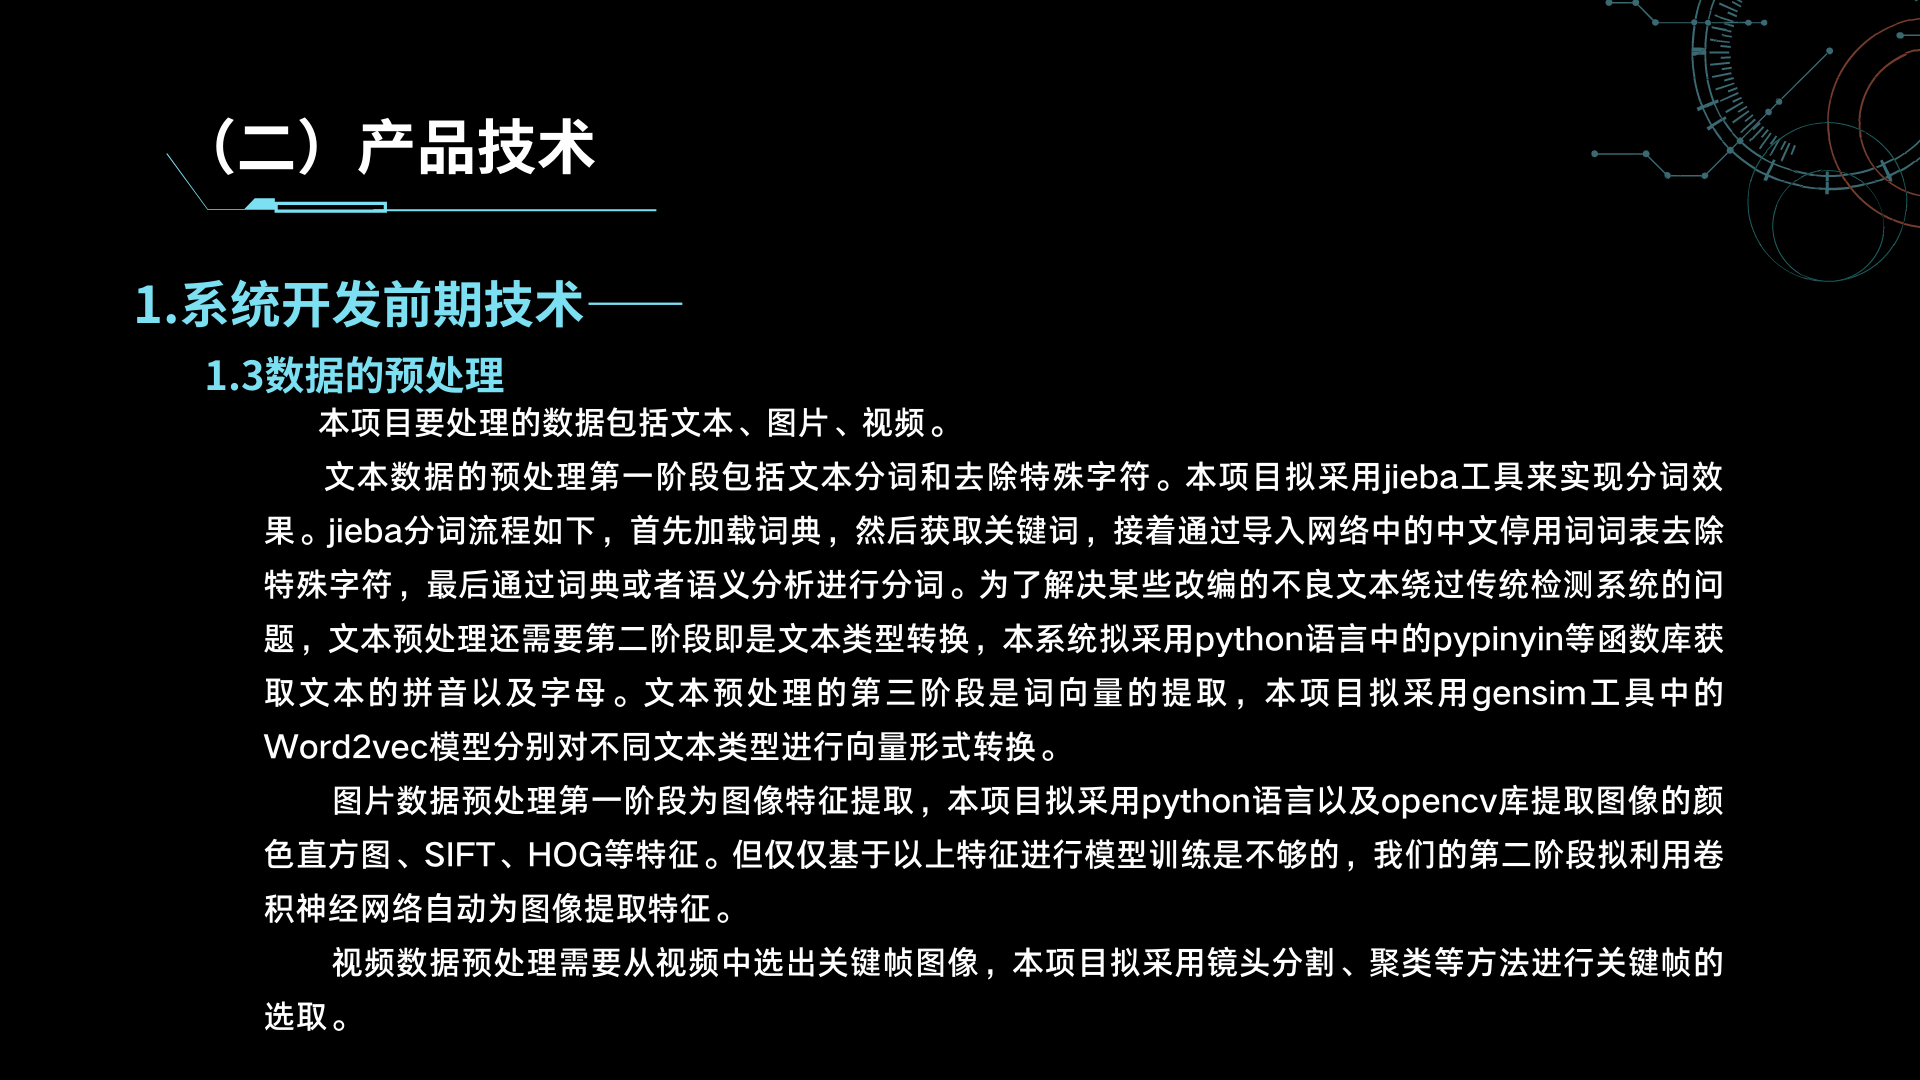 （二）产品技术
1.系统开发前期技术——
1.3数据的预处理
本项目要处理的数据包括文本、图片、视频。
文本数据的预处理第一阶段包括文本分词和去除特殊字符。本项目拟采用jieba工具来实现分词效
果。jieba分词流程如下，首先加载词典，然后获取关键词，接着通过导入网络中的中文停用词词表去除
特殊字符，最后通过词典或者语义分析进行分词。为了解决某些改编的不良文本绕过传统检测系统的问
题，文本预处理还需要第二阶段即是文本类型转换，本系统拟采用python语言中的pypinyin等函数库获
取文本的拼音以及字母。文本预处理的第三阶段是词向量的提取，本项目拟采用gensim工具中的
Word2vec模型分别对不同文本类型进行向量形式转换。
图片数据预处理第一阶段为图像特征提取，本项目拟采用python语言以及opencv库提取图像的颜
色直方图、SIFT、HOG等特征。但仅仅基于以上特征进行模型训练是不够的，我们的第二阶段拟利用卷
积神经网络自动为图像提取特征。
视频数据预处理需要从视频中选出关键帧图像，本项目拟采用镜头分割、聚类等方法进行关键帧的
选取。